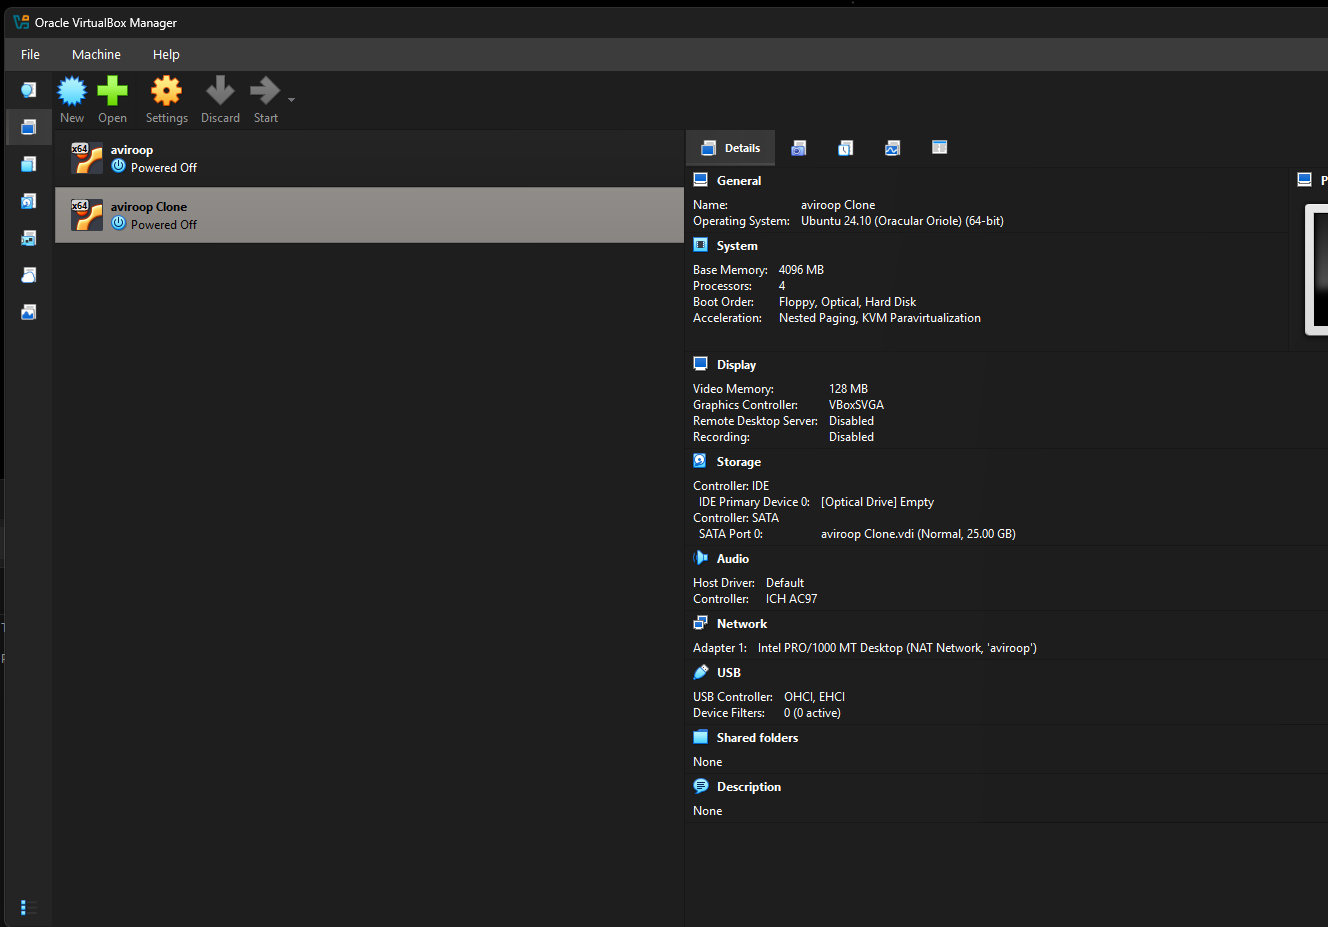 Oracle VirtualBox Manager
File Machine Help
New Open Settings Discard Start
x64 aviroop
Powered Off
x64 aviroop Clone
Powered Off
Details
General
Name: aviroop Clone
Operating System: Ubuntu 24.10 (Oracular Oriole) (64-bit)
System
Base Memory: 4096 MB
Processors: 4
Boot Order: Floppy, Optical, Hard Disk
Acceleration: Nested Paging, KVM Paravirtualization
Display
Video Memory: 128 MB
Graphics Controller: VBoxSVGA
Remote Desktop Server: Disabled
Recording: Disabled
Storage
Controller: IDE
IDE Primary Device 0: [Optical Drive] Empty
Controller: SATA
SATA Port 0: aviroop Clone.vdi (Normal, 25.00 GB)
Audio
Host Driver: Default
Controller: ICH AC97
Network
Adapter 1: Intel PRO/1000 MT Desktop (NAT Network, 'aviroop')
USB
USB Controller: OHCI, EHCI
Device Filters: 0 (0 active)
Shared folders
None
Description
None